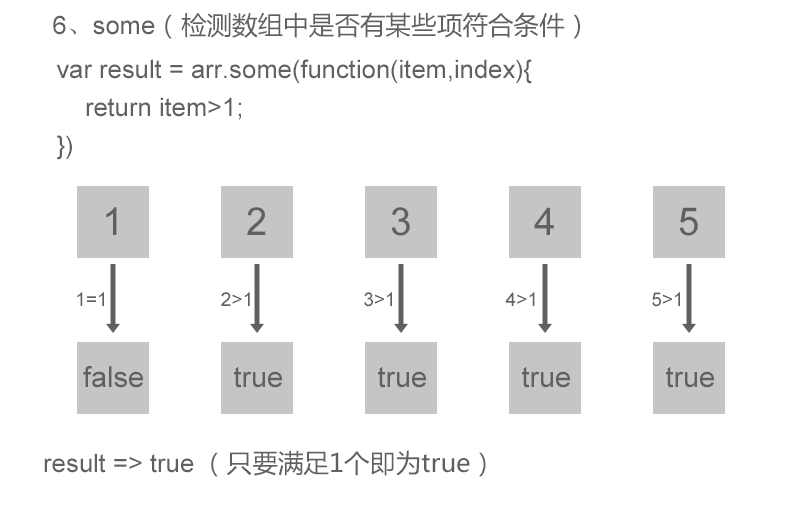 6、some（检测数组中是否有某些项符合条件）
var result = arr.some(function(item,index){
return item>1;
})
1 2 3 4 5
1=1 2>1 3>1 4>1 5>1
false true true true true
result => true （只要满足1个即为true）